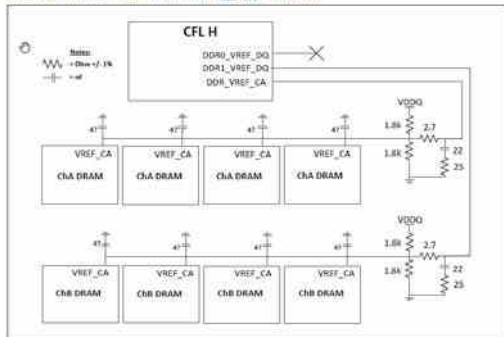 CFL H
Notes:
= Ohm +/- 1%
= nf
DDR0_VREF_DQ
DDR1_VREF_DQ
DDR_VREF_CA
VDDQ
47
47
47
47
1.8k
2.7
VREF_CA
VREF_CA
VREF_CA
VREF_CA
1.8k
22
ChA DRAM
ChA DRAM
ChA DRAM
ChA DRAM
25
VDDQ
47
47
47
47
1.8k
2.7
VREF_CA
VREF_CA
VREF_CA
VREF_CA
1.8k
22
ChB DRAM
ChB DRAM
ChB DRAM
ChB DRAM
25